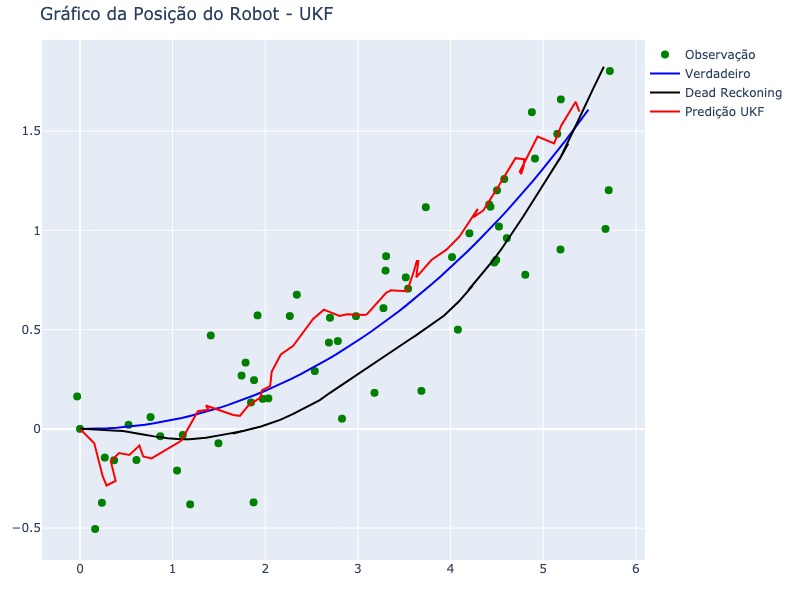 Gráfico da Posição do Robot - UKF
Observação
Verdadeiro
Dead Reckoning
Predição UKF
1.5
1
0.5
0
−0.5
0 1 2 3 4 5 6